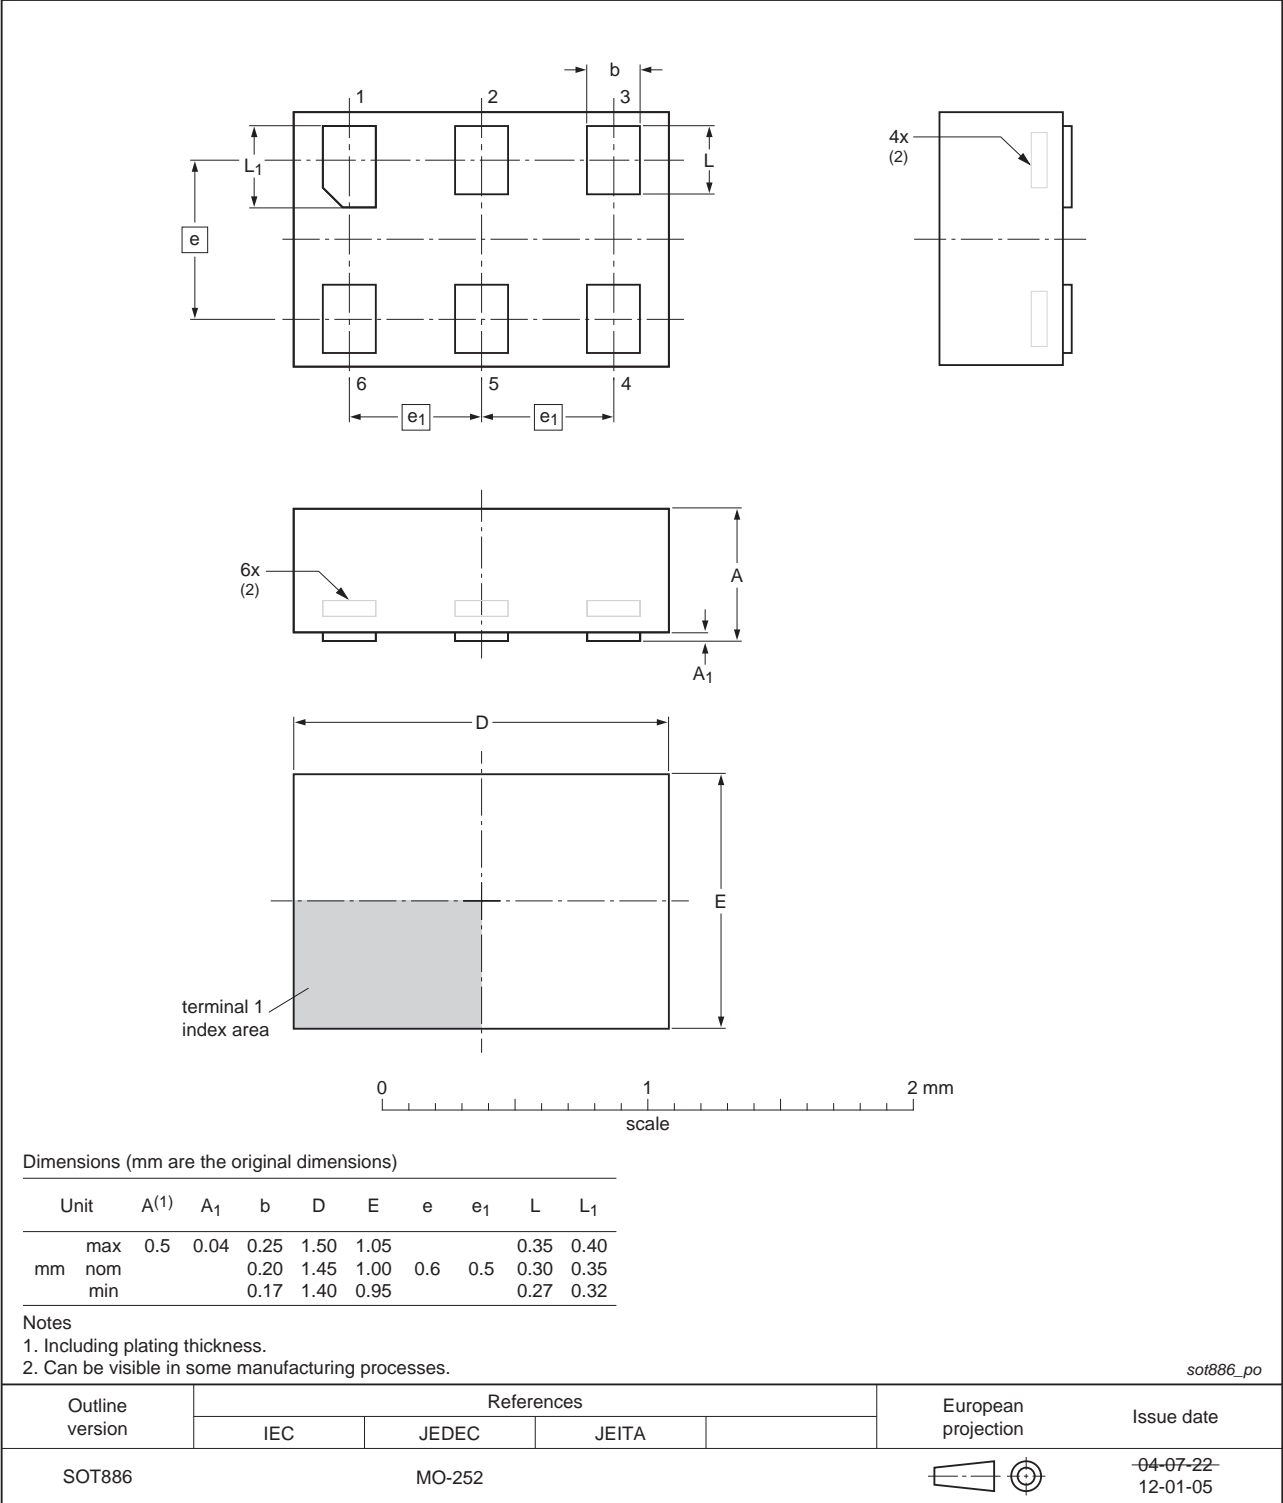 b
1 2 3
L1
L
e
6 5 4
e1 e1
4x
(2)
6x
(2)
A
A1
D
E
terminal 1
index area
0 1 2 mm
scale
Dimensions (mm are the original dimensions)
Unit A(1) A1 b D E e e1 L L1
max 0.5 0.04 0.25 1.50 1.05 0.35 0.40
mm nom 0.20 1.45 1.00 0.6 0.5 0.30 0.35
min 0.17 1.40 0.95 0.27 0.32
Notes
1. Including plating thickness.
2. Can be visible in some manufacturing processes.
sot886_po
Outline version
References
IEC JEDEC JEITA
European projection
Issue date
SOT886 MO-252
04-07-22
12-01-05